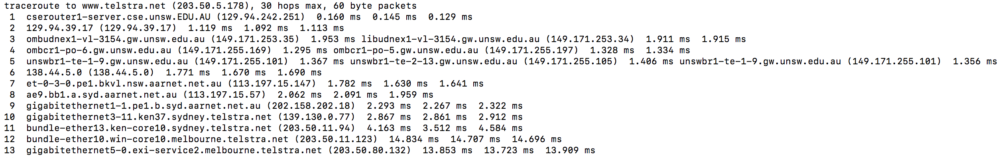 traceroute to www.telstra.net (203.50.5.178), 30 hops max, 60 byte packets
 1  cserouter1-server.cse.unsw.EDU.AU (129.94.242.251)  0.160 ms  0.145 ms  0.129 ms
 2  129.94.39.17 (129.94.39.17)  1.119 ms  1.092 ms  1.113 ms
 3  ombudnex1-vl-3154.gw.unsw.edu.au (149.171.253.35)  1.953 ms libudnex1-vl-3154.gw.unsw.edu.au (149.171.253.34)  1.911 ms  1.915 ms
 4  ombcr1-po-6.gw.unsw.edu.au (149.171.255.169)  1.295 ms ombcr1-po-5.gw.unsw.edu.au (149.171.255.197)  1.328 ms  1.334 ms
 5  unswbr1-te-1-9.gw.unsw.edu.au (149.171.255.101)  1.367 ms unswbr1-te-2-13.gw.unsw.edu.au (149.171.255.105)  1.406 ms unswbr1-te-1-9.gw.unsw.edu.au (149.171.255.101)  1.356 ms
 6  138.44.5.0 (138.44.5.0)  1.771 ms  1.670 ms  1.690 ms
 7  et-0-3-0.pe1.bkvl.nsw.aarnet.net.au (113.197.15.147)  1.782 ms  1.630 ms  1.641 ms
 8  ae9.bb1.a.syd.aarnet.net.au (113.197.15.57)  2.062 ms  2.091 ms  1.959 ms
 9  gigabitethernet1-1.pe1.b.syd.aarnet.net.au (202.158.202.18)  2.293 ms  2.267 ms  2.322 ms
10  gigabitethernet3-11.ken37.sydney.telstra.net (139.130.0.77)  2.867 ms  2.861 ms  2.912 ms
11  bundle-ether13.ken-core10.sydney.telstra.net (203.50.11.94)  4.163 ms  3.512 ms  4.584 ms
12  bundle-ether10.win-core10.melbourne.telstra.net (203.50.11.123)  14.834 ms  14.707 ms  14.696 ms
13  gigabitethernet5-0.exi-service2.melbourne.telstra.net (203.50.80.132)  13.853 ms  13.723 ms  13.909 ms